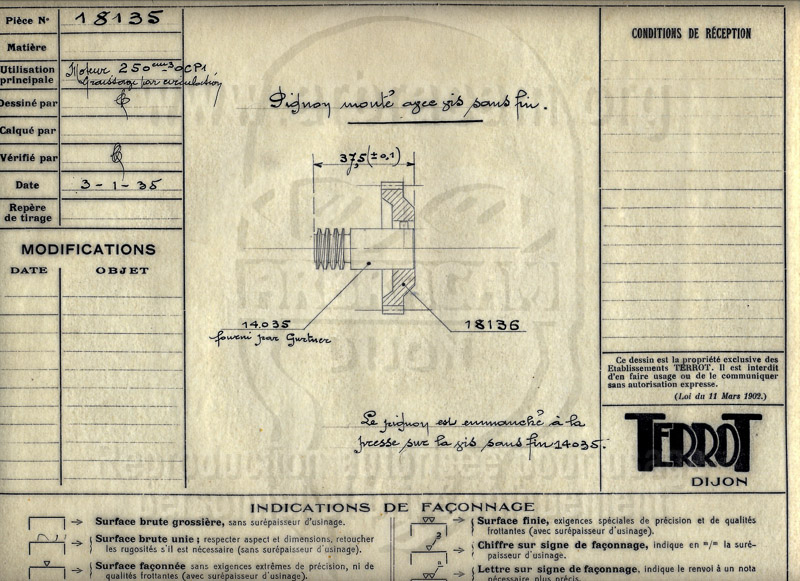 Pièce N° 18135
Matière
Utilisation principale Moteur 250 cm3 OCP1
Graissage par circulation
Dessiné par
Calqué par
Vérifié par
Date 3-1-35
Repère
de tirage
MODIFICATIONS
DATE OBJET
Pignon monté avec vis sans fin.
37,5 (±0,1)
14.035
fourni par Gurtner
18136
Le pignon est emmanché à la
presse sur la vis sans fin 14035.
CONDITIONS DE RÉCEPTION
Ce dessin est la propriété exclusive des
Etablissements TERROT. Il est interdit
d'en faire usage ou de le communiquer
sans autorisation expresse.
(Loi du 11 Mars 1902.)
TERROT
DIJON
INDICATIONS DE FAÇONNAGE
Surface brute grossière, sans surépaisseur d'usinage.
Surface brute unie; respecter aspect et dimensions, retoucher
les rugosités s'il est nécessaire (sans surépaisseur d'usinage).
Surface façonnée sans exigences extrêmes de précision, ni de
qualités frottantes (avec surépaisseur d'usinage).
Surface finie, exigences spéciales de précision et de qualités
frottantes (avec surépaisseur d'usinage).
3
Chiffre sur signe de façonnage, indique en m/m la suré-
paisseur d'usinage.
n
Lettre sur signe de façonnage, indique le renvoi à un nota
nécessaire plus précis.